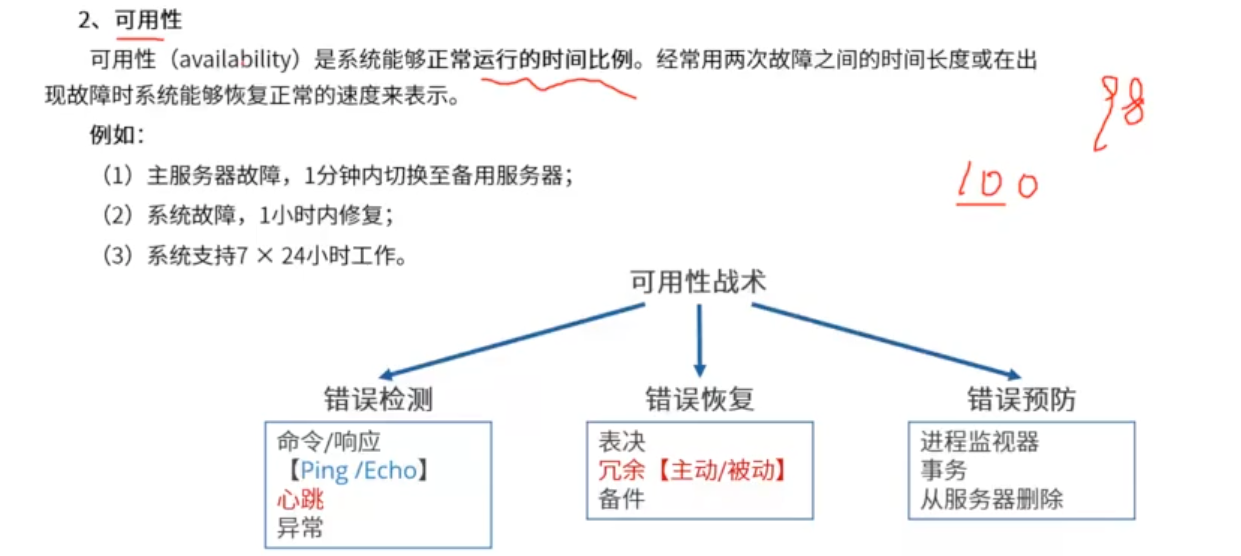 2、可用性
可用性（availability）是系统能够正常运行的时间比例。经常用两次故障之间的时间长度或在出
现故障时系统能够恢复正常的速度来表示。
例如：
（1）主服务器故障，1分钟内切换至备用服务器；
（2）系统故障，1小时内修复；
（3）系统支持7 × 24小时工作。
98
100
可用性战术
错误检测
命令/响应
【Ping /Echo】
心跳
异常
错误恢复
表决
冗余【主动/被动】
备件
错误预防
进程监视器
事务
从服务器删除